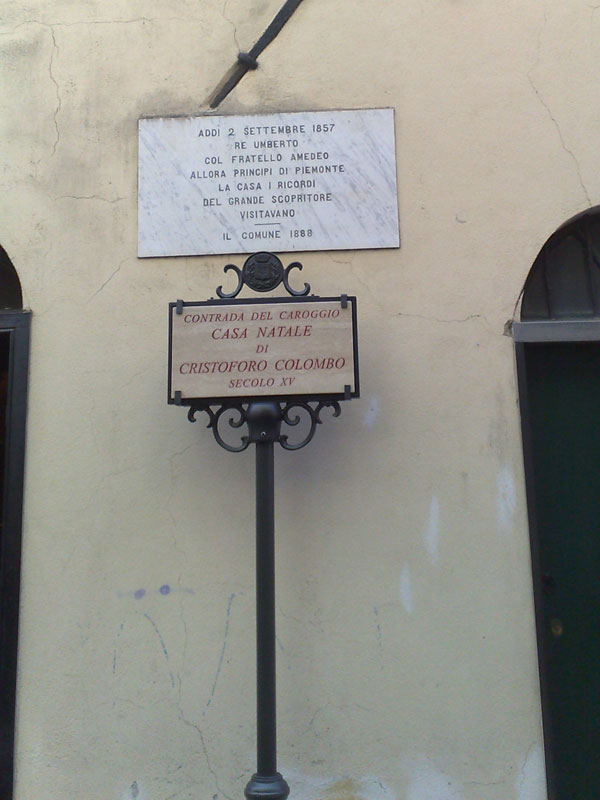 ADDI 2 SETTEMBRE 1857
RE UMBERTO
COL FRATELLO AMEDEO
ALLORA PRINCIPI DI PIEMONTE
LA CASA I RICORDI
DEL GRANDE SCOPRITORE
VISITAVANO
IL COMUNE 1888
CONTRADA DEL CAROGGIO
CASA NATALE
DI
CRISTOFORO COLOMBO
SECOLO XV